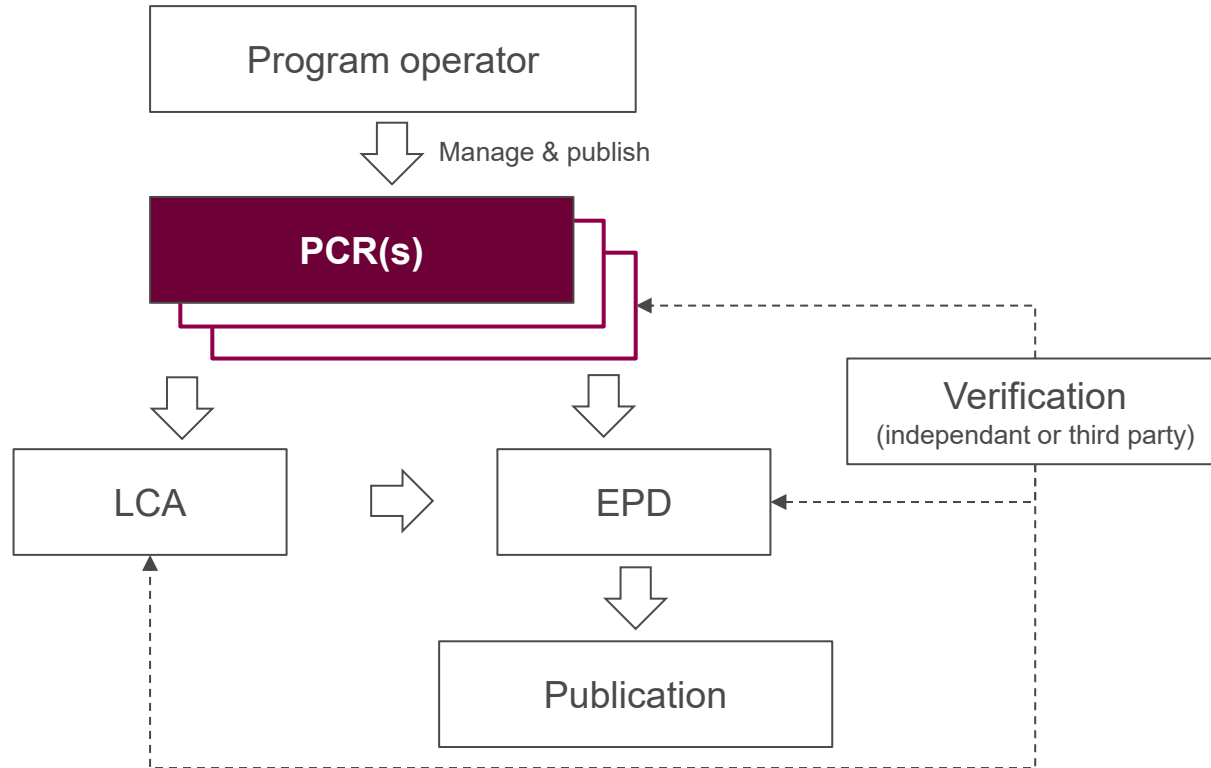 Program operator
Manage & publish
PCR(s)
Verification
(independant or third party)
LCA
EPD
Publication